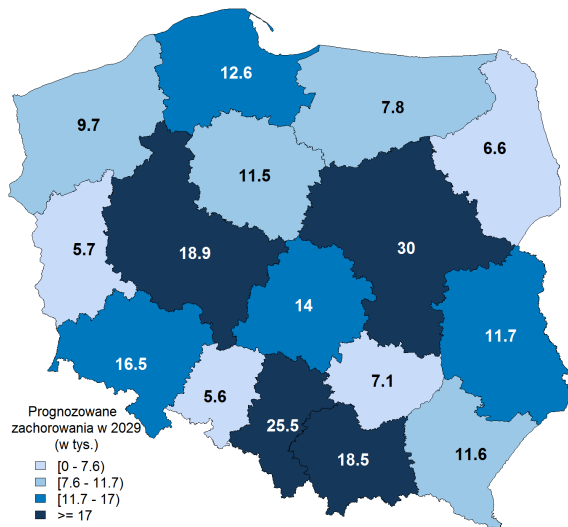 12.6
7.8
9.7
6.6
11.5
5.7
18.9
30
14
11.7
16.5
7.1
5.6
25.5
18.5
11.6
Prognozowane
zachorowania w 2029
(w tys.)
[0 - 7.6)
[7.6 - 11.7)
[11.7 - 17)
>= 17